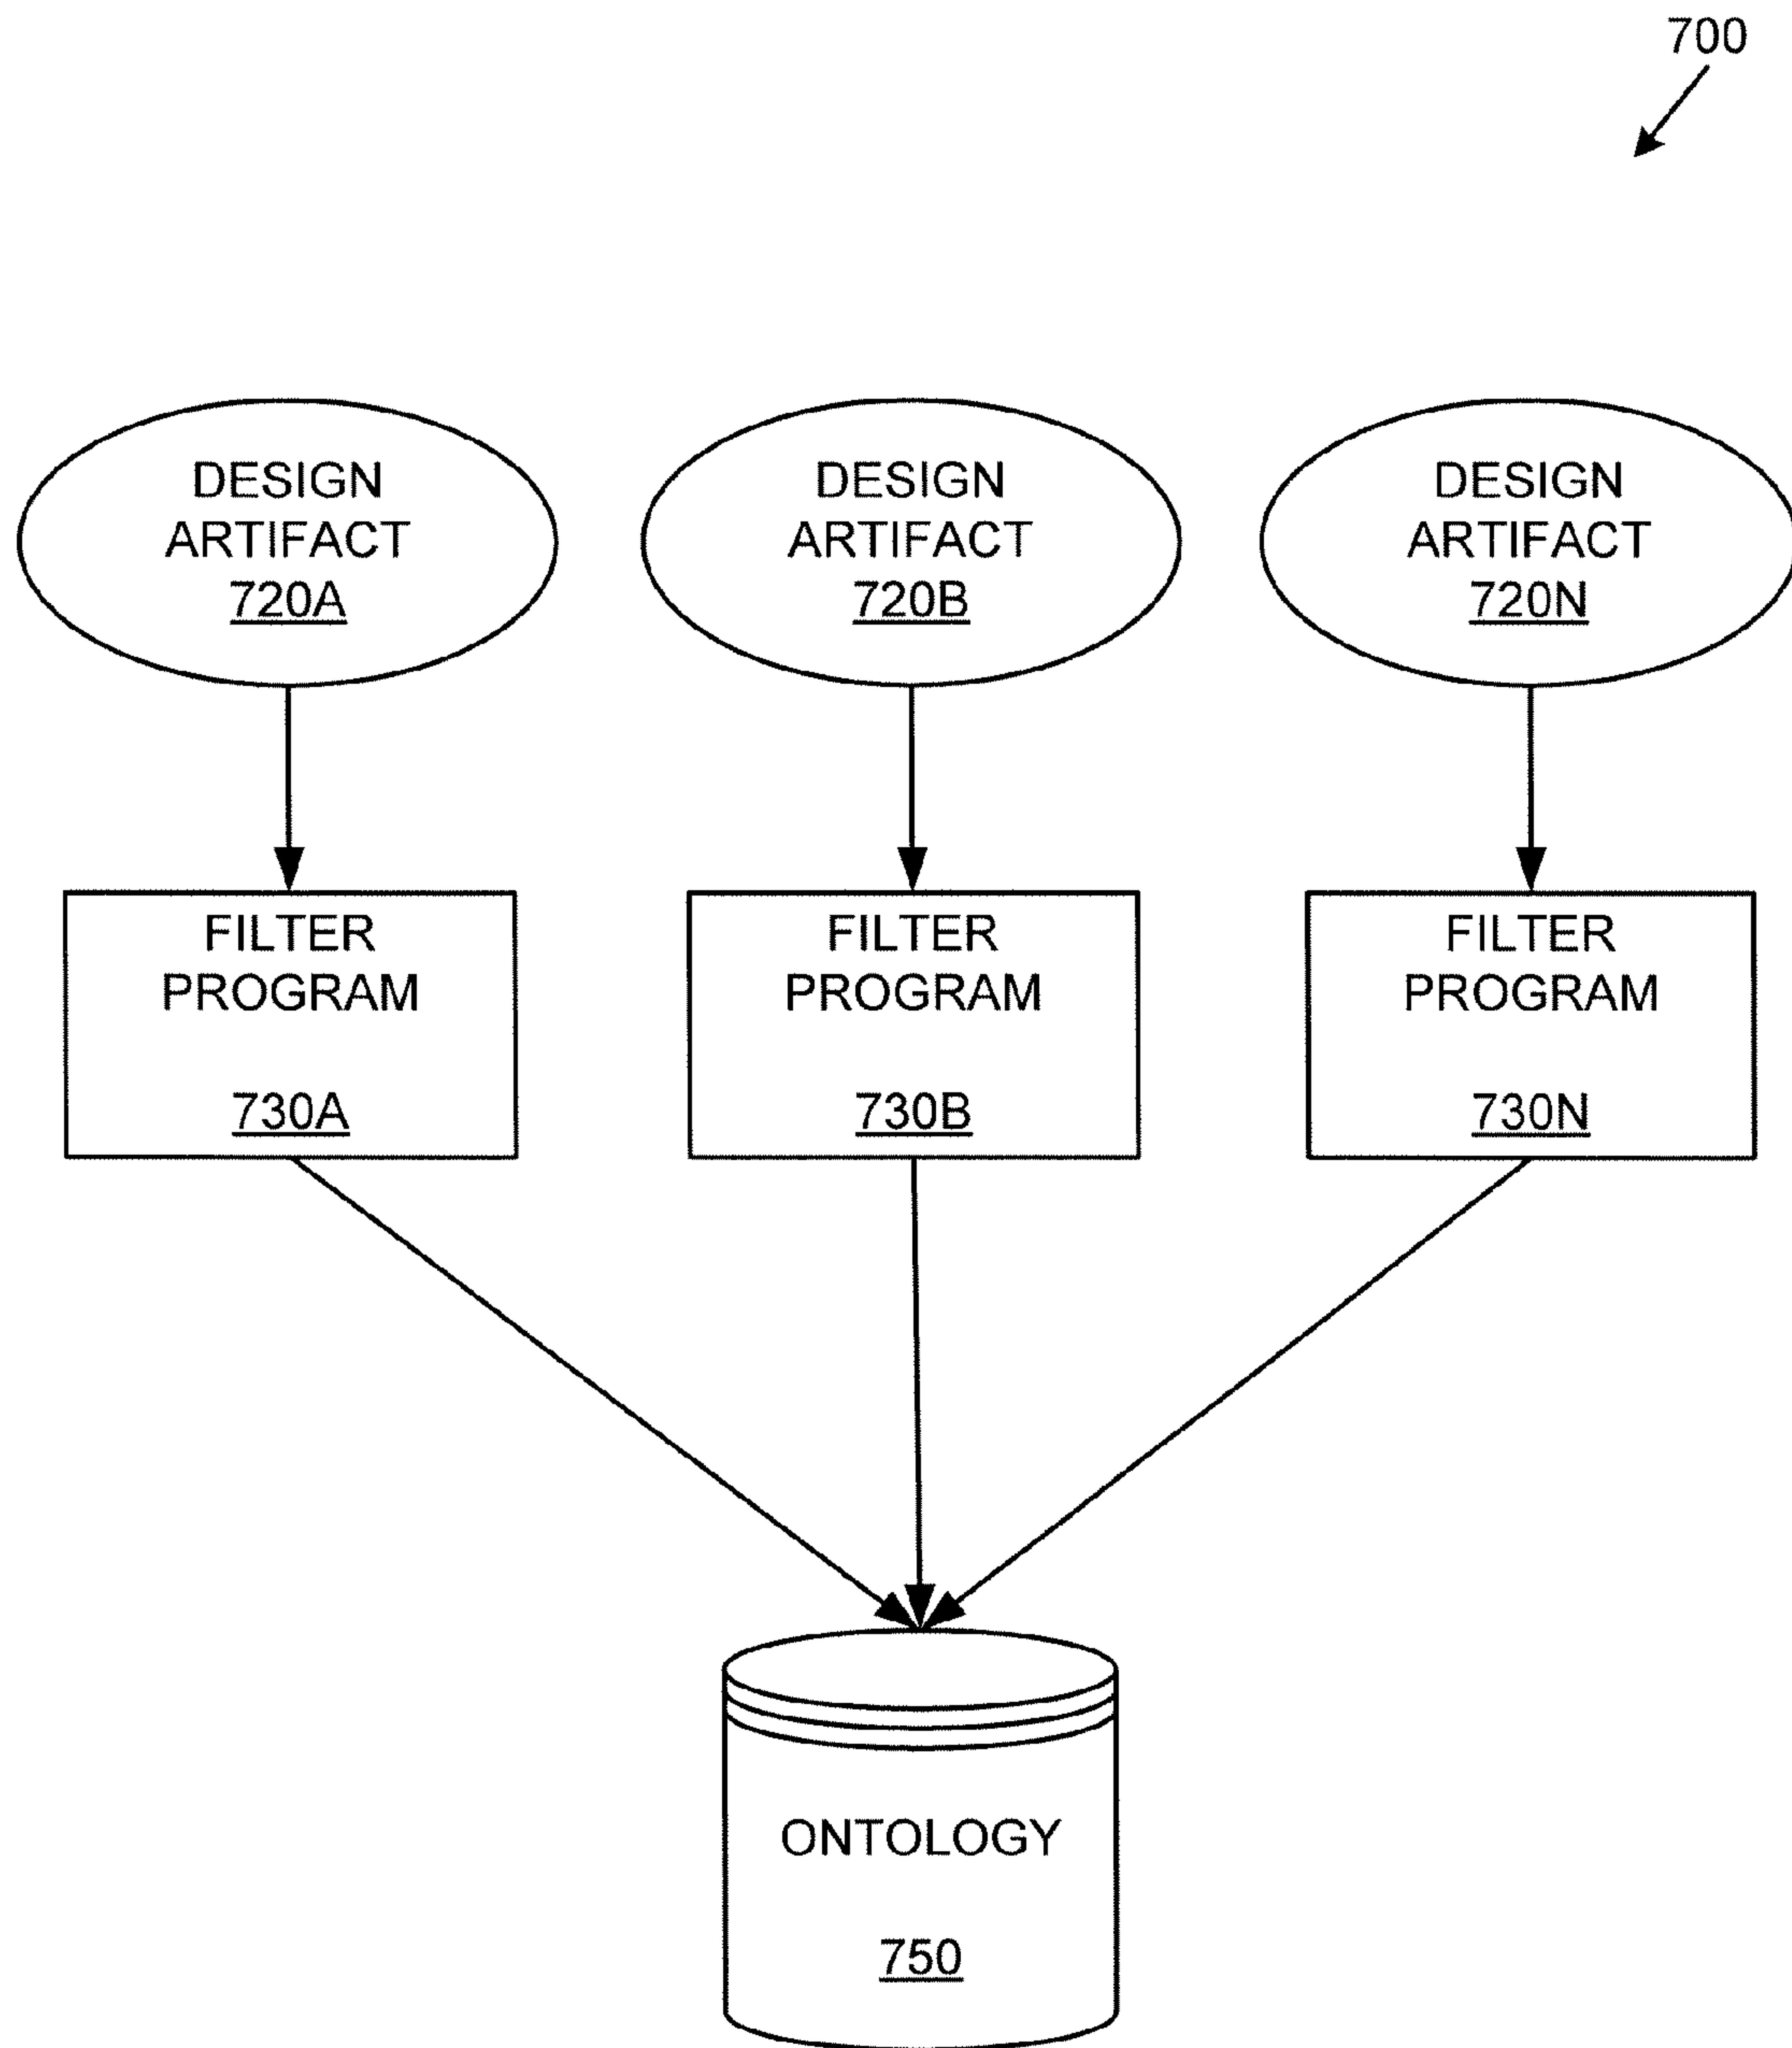 700
DESIGN
ARTIFACT
720A
DESIGN
ARTIFACT
720B
DESIGN
ARTIFACT
720N
FILTER
PROGRAM
730A
FILTER
PROGRAM
730B
FILTER
PROGRAM
730N
ONTOLOGY
750